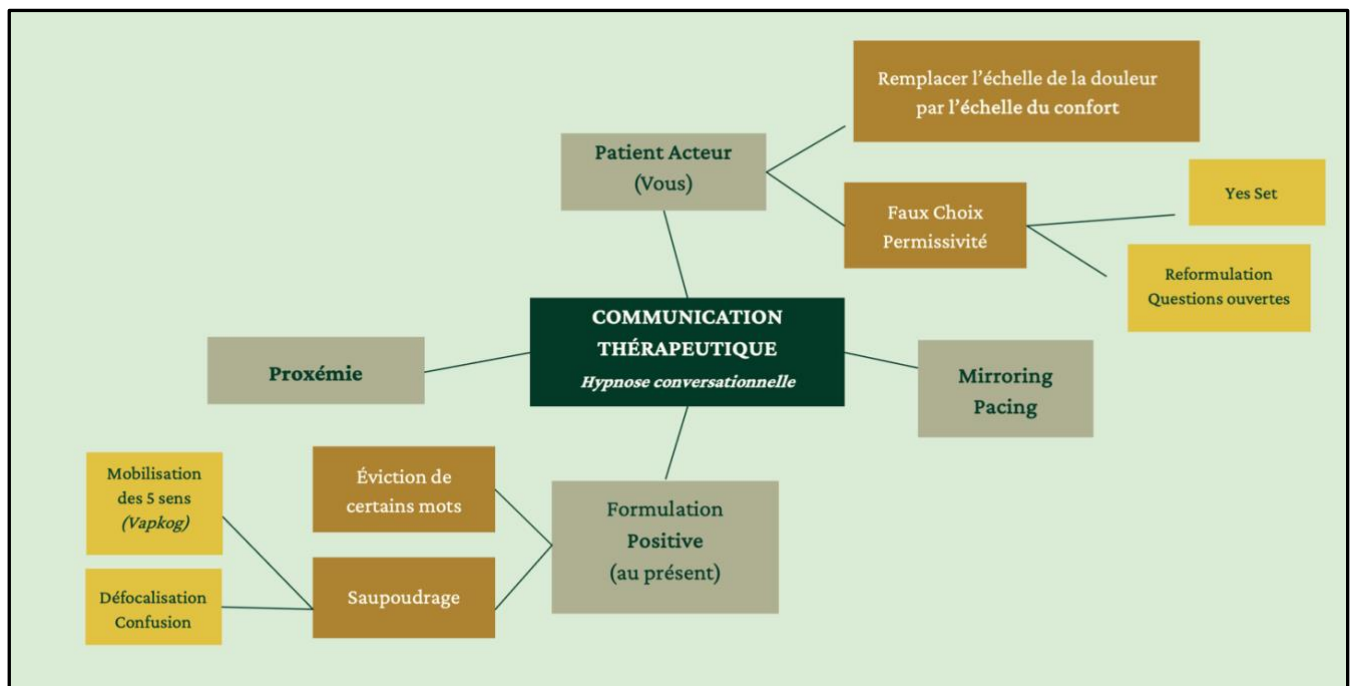 Remplacer l’échelle de la douleur
par l’échelle du confort
Patient Acteur
(Vous)
Yes Set
Faux Choix
Permissivité
Reformulation
Questions ouvertes
COMMUNICATION
THÉRAPEUTIQUE
Hypnose conversationnelle
Proxémie
Mirroring
Pacing
Mobilisation
des 5 sens
(Vapkog)
Éviction de
certains mots
Formulation
Positive
(au présent)
Défocalisation
Confusion
Saupoudrage